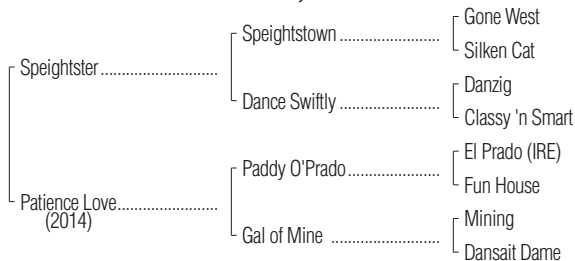 Gone West
Speightstown
Silken Cat
Speightster
Danzig
Dance Swiftly
Classy 'n Smart
El Prado (IRE)
Paddy O'Prado
Fun House
Patience Love
(2014)
Mining
Gal of Mine
Dansait Dame